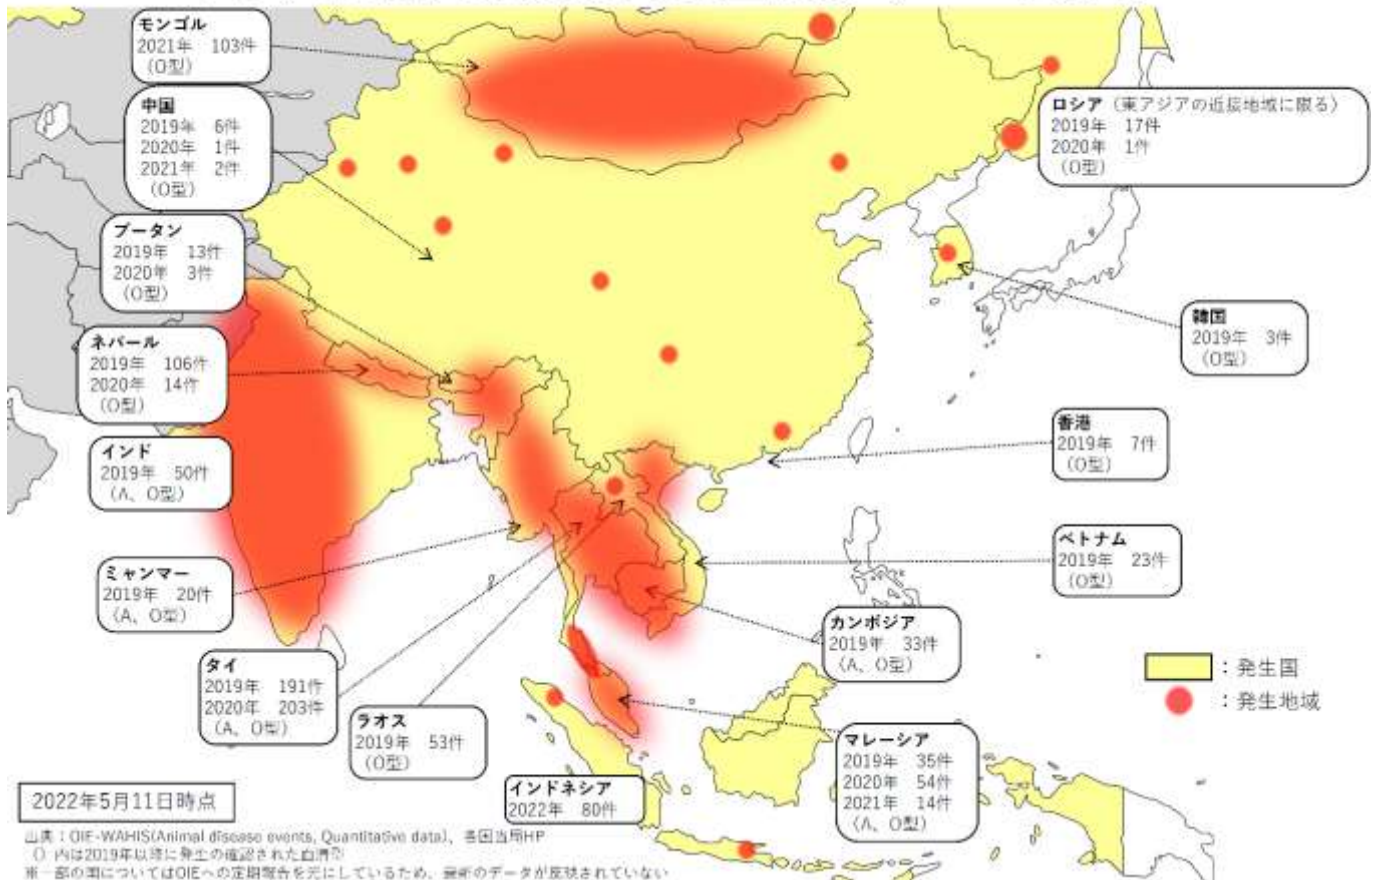 モンゴル
2021年 103件
(O型)
中国
2019年 6件
2020年 1件
2021年 2件
(O型)
ブータン
2019年 13件
2020年 3件
(O型)
ネパール
2019年 106件
2020年 14件
(O型)
インド
2019年 50件
(A、O型)
ミャンマー
2019年 20件
(A、O型)
タイ
2019年 191件
2020年 203件
(A、O型)
ラオス
2019年 53件
(O型)
インドネシア
2022年 80件
ロシア (東アジアの近接地域に限る)
2019年 17件
2020年 1件
(O型)
韓国
2019年 3件
(O型)
香港
2019年 7件
(O型)
ベトナム
2019年 23件
(O型)
カンボジア
2019年 33件
(A、O型)
マレーシア
2019年 35件
2020年 54件
2021年 14件
(A、O型)
:発生国
:発生地域
2022年5月11日時点
出典:OIE-WAHIS(Animal disease events, Quantitative data)、各国当局HP
() 内は2019年以降に発生の確認された血清型
※一部の国についてはOIEへの定期報告を元にしているため、最新のデータが反映されていない